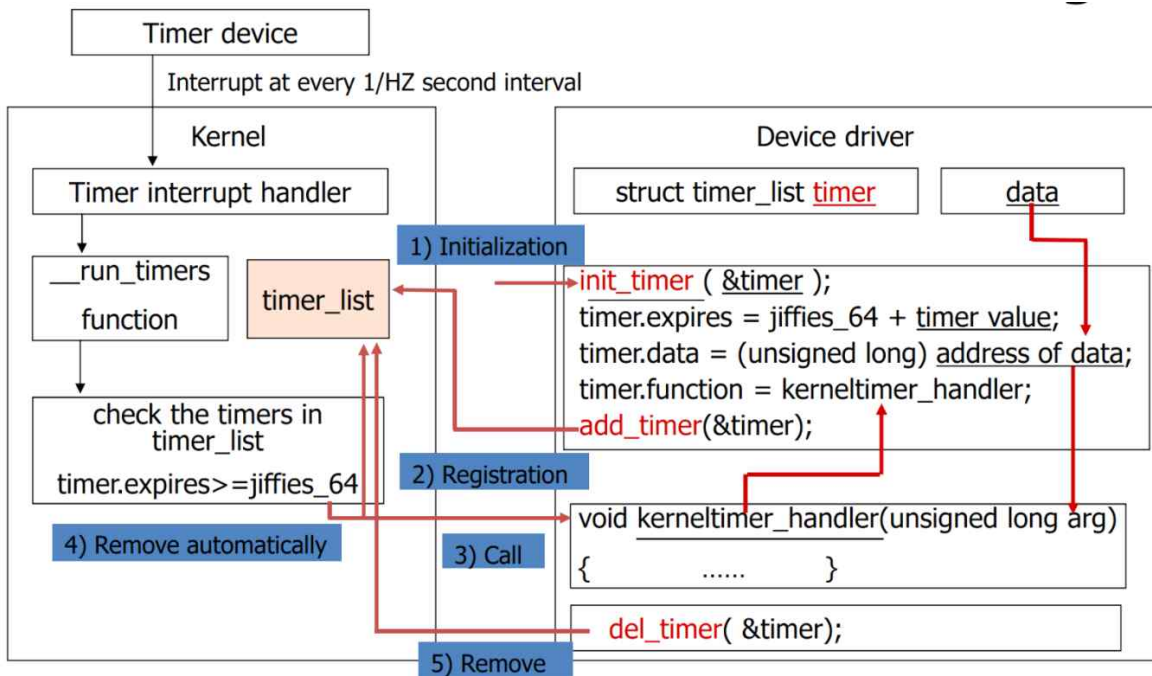 Timer device
Interrupt at every 1/HZ second interval
Kernel
Timer interrupt handler
__run_timers
function
timer_list
check the timers in
timer_list
timer.expires>=jiffies_64
4) Remove automatically
1) Initialization
2) Registration
3) Call
5) Remove
Device driver
struct timer_list timer
data
init_timer ( &timer );
timer.expires = jiffies_64 + timer value;
timer.data = (unsigned long) address of data;
timer.function = kerneltimer_handler;
add_timer(&timer);
void kerneltimer_handler(unsigned long arg)
{ ...... }
del_timer( &timer);